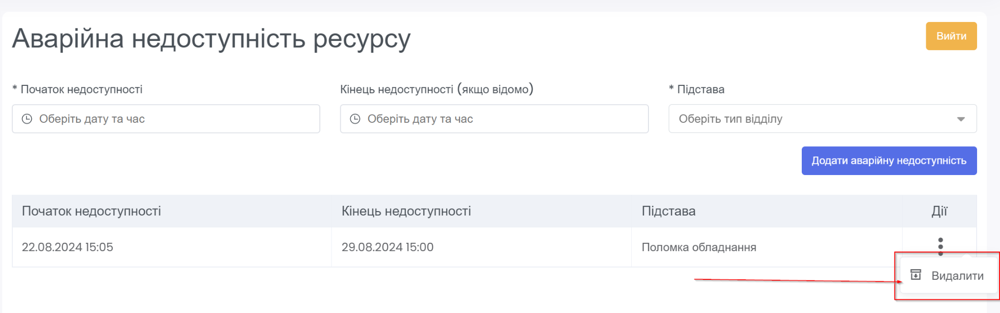 Аварійна недоступність ресурсу
Вийти
* Початок недоступності
Кінець недоступності (якщо відомо)
* Підстава
Оберіть дату та час
Оберіть дату та час
Оберіть тип відділу
Додати аварійну недоступність
Початок недоступності
Кінець недоступності
Підстава
Дії
22.08.2024 15:05
29.08.2024 15:00
Поломка обладнання
Видалити